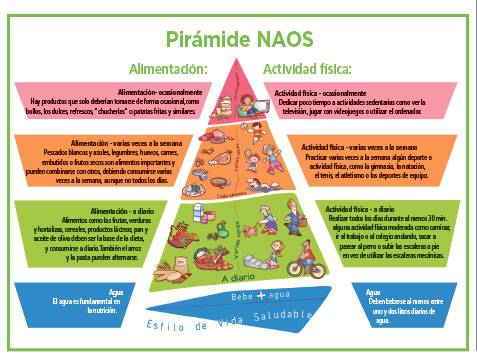 Pirámide NAOS
Alimentación:
Actividad física:
Alimentación- ocasionalmente
Hay productos que solo deberían tomarse de forma ocasional, como
bollos, los dulces, refrescos, "chucherías" o patatas fritas y similares.
Actividad física - ocasionalmente
Dedicar poco tiempo a actividades sedentarias como ver la
televisión, jugar con videojuegos o utilizar el ordenador.
Alimentación - varias veces a la semana
Pescados blancos y azules, legumbres, huevos, carnes,
embutidos o frutos secos son alimentos importantes y
pueden combinarse con otros, debiendo consumirse varias
veces a la semana, aunque no todos los días.
Actividad física - varias veces a la semana
Practicar varias veces a la semana algún deporte o
actividad física, como la gimnasia, la natación,
el tenis, el atletismo o los deportes de equipo.
Alimentación - a diario
Alimentos como las frutas, verduras
y hortalizas, cereales, productos lácteos, pan y
aceite de oliva deben ser la base de la dieta,
y consumirse a diario. También el arroz
y la pasta pueden alternarse.
Actividad física - a diario
Realizar todos los días durante al menos 30 min.
alguna actividad física moderada como caminar,
ir al trabajo o al colegio andando, sacar a
pasear al perro o subir las escaleras a pie
en vez de utilizar las escaleras mecánicas.
A diario
Agua
El agua es fundamental en
la nutrición.
Bebe + agua
Estilo de Vida Saludable
Agua
Deben beberse al menos entre
uno y dos litros diarios de
agua.